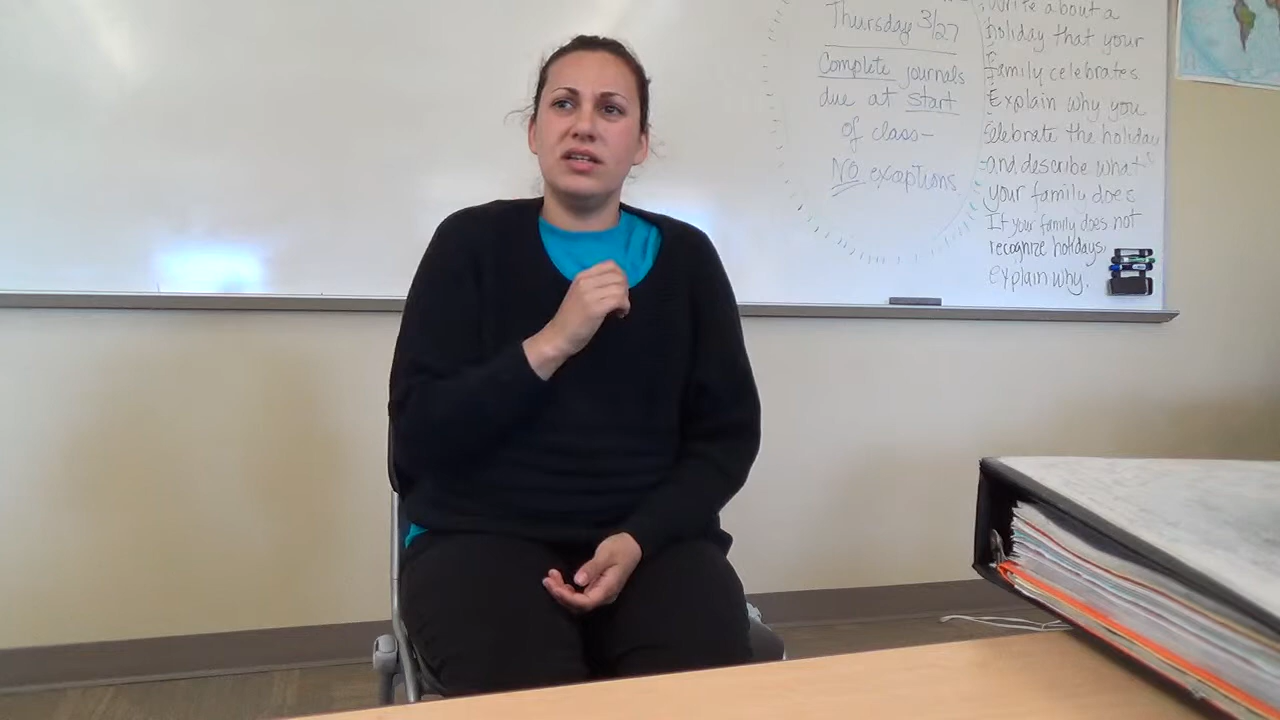 Thursday 3/27
Complete journals
due at start
of class-
NO exceptions
Write about a
holiday that your
family celebrates
Explain why you
celebrate the holiday
and describe what
your family does
If your family does not
recognize holidays,
explain why.